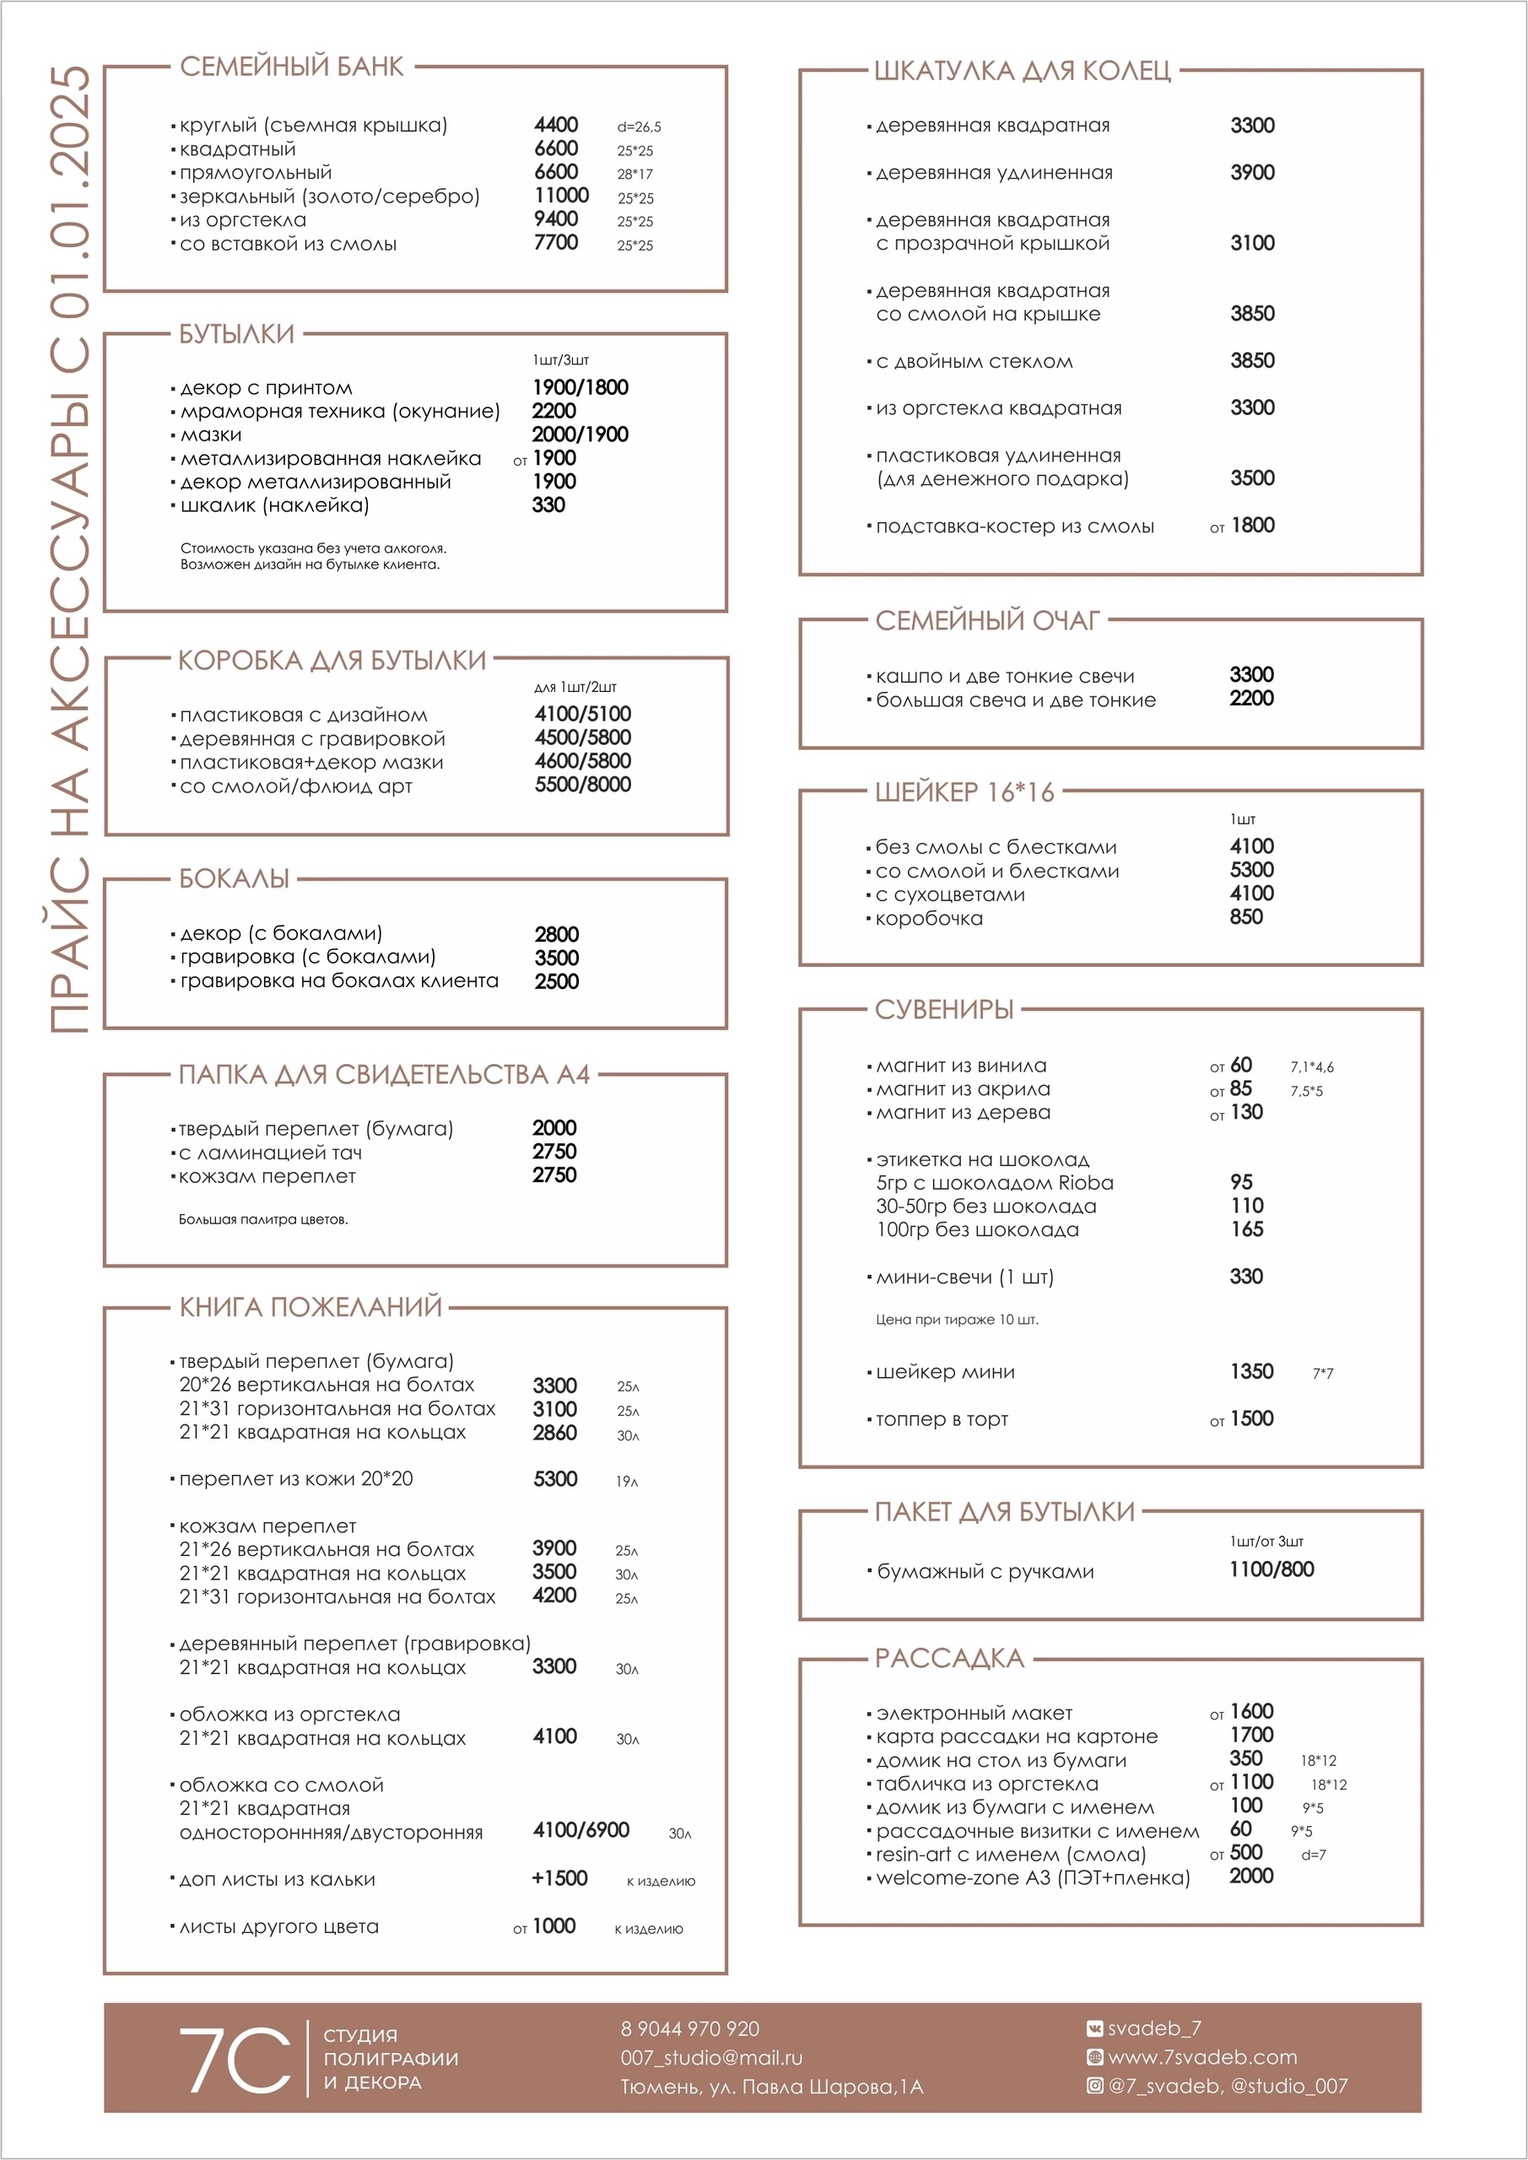 ПРАЙС НА АКСЕССУАРЫ С 01.01.2025
СЕМЕЙНЫЙ БАНК
▪ круглый (съемная крышка) 4400 d=26,5
▪ квадратный 6600 25*25
▪ прямоугольный 6600 28*17
▪ зеркальный (золото/серебро) 11000 25*25
▪ из оргстекла 9400 25*25
▪ со вставкой из смолы 7700 25*25
БУТЫЛКИ
1шт/3шт
▪ декор с принтом 1900/1800
▪ мраморная техника (окунание) 2200
▪ мазки 2000/1900
▪ металлизированная наклейка от 1900
▪ декор металлизированный 1900
▪ шкалик (наклейка) 330
Стоимость указана без учета алкоголя.
Возможен дизайн на бутылке клиента.
КОРОБКА ДЛЯ БУТЫЛКИ
для 1шт/2шт
▪ пластиковая с дизайном 4100/5100
▪ деревянная с гравировкой 4500/5800
▪ пластиковая+декор мазки 4600/5800
▪ со смолой/флюид арт 5500/8000
БОКАЛЫ
▪ декор (с бокалами) 2800
▪ гравировка (с бокалами) 3500
▪ гравировка на бокалах клиента 2500
ПАПКА ДЛЯ СВИДЕТЕЛЬСТВА А4
▪ твердый переплет (бумага) 2000
▪ с ламинацией тач 2750
▪ кожзам переплет 2750
Большая палитра цветов.
КНИГА ПОЖЕЛАНИЙ
▪ твердый переплет (бумага)
20*26 вертикальная на болтах 3300 25л
21*31 горизонтальная на болтах 3100 25л
21*21 квадратная на кольцах 2860 30л
▪ переплет из кожи 20*20 5300 19л
▪ кожзам переплет
21*26 вертикальная на болтах 3900 25л
21*21 квадратная на кольцах 3500 30л
21*31 горизонтальная на болтах 4200 25л
▪ деревянный переплет (гравировка)
21*21 квадратная на кольцах 3300 30л
▪ обложка из оргстекла
21*21 квадратная на кольцах 4100 30л
▪ обложка со смолой
21*21 квадратная
одностороннняя/двусторонняя 4100/6900 30л
▪ доп листы из кальки +1500 к изделию
▪ листы другого цвета от 1000 к изделию
ШКАТУЛКА ДЛЯ КОЛЕЦ
▪ деревянная квадратная 3300
▪ деревянная удлиненная 3900
▪ деревянная квадратная
с прозрачной крышкой 3100
▪ деревянная квадратная
со смолой на крышке 3850
▪ с двойным стеклом 3850
▪ из оргстекла квадратная 3300
▪ пластиковая удлиненная
(для денежного подарка) 3500
▪ подставка-костер из смолы от 1800
СЕМЕЙНЫЙ ОЧАГ
▪ кашпо и две тонкие свечи 3300
▪ большая свеча и две тонкие 2200
ШЕЙКЕР 16*16
1шт
▪ без смолы с блестками 4100
▪ со смолой и блестками 5300
▪ с сухоцветами 4100
▪ коробочка 850
СУВЕНИРЫ
▪ магнит из винила от 60 7,1*4,6
▪ магнит из акрила от 85 7,5*5
▪ магнит из дерева от 130
▪ этикетка на шоколад
5гр с шоколадом Rioba 95
30-50гр без шоколада 110
100гр без шоколада 165
▪ мини-свечи (1 шт) 330
Цена при тираже 10 шт.
▪ шейкер мини 1350 7*7
▪ топпер в торт от 1500
ПАКЕТ ДЛЯ БУТЫЛКИ
1шт/от 3шт
▪ бумажный с ручками 1100/800
РАССАДКА
▪ электронный макет от 1600
▪ карта рассадки на картоне 1700
▪ домик на стол из бумаги 350 18*12
▪ табличка из оргстекла от 1100 18*12
▪ домик из бумаги с именем 100 9*5
▪ рассадочные визитки с именем 60 9*5
▪ resin-art с именем (смола) от 500 d=7
▪ welcome-zone А3 (ПЭТ+пленка) 2000
7С
СТУДИЯ
ПОЛИГРАФИИ
И ДЕКОРА
8 9044 970 920
007_studio@mail.ru
Тюмень, ул. Павла Шарова,1А
svadeb_7
www.7svadeb.com
@7_svadeb, @studio_007